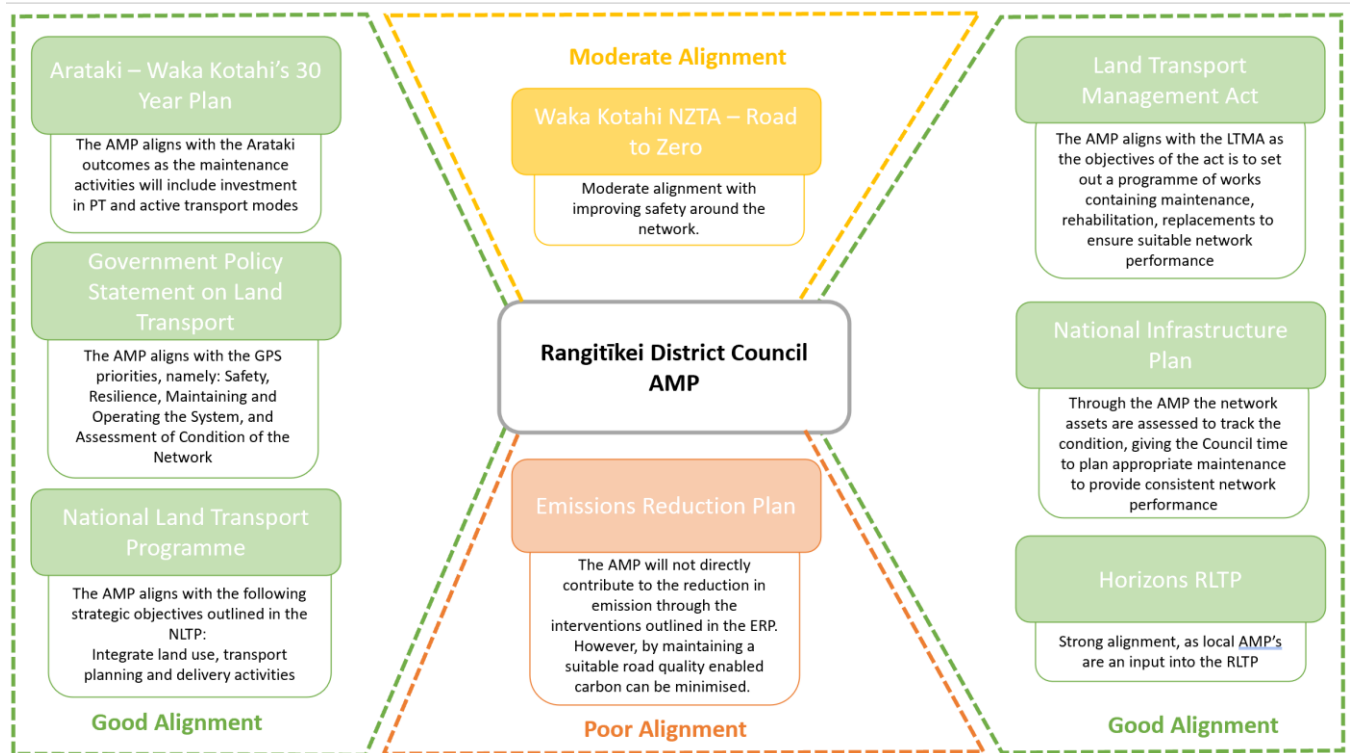 Arataki – Waka Kotahi's 30
Year Plan
The AMP aligns with the Arataki
outcomes as the maintenance
activities will include investment
in PT and active transport modes
Government Policy
Statement on Land
Transport
The AMP aligns with the GPS
priorities, namely: Safety,
Resilience, Maintaining and
Operating the System, and
Assessment of Condition of the
Network
National Land Transport
Programme
The AMP aligns with the following
strategic objectives outlined in the
NLTP:
Integrate land use, transport
planning and delivery activities
Good Alignment
Moderate Alignment
Waka Kotahi NZTA – Road
to Zero
Moderate alignment with
improving safety around the
network.
Rangitīkei District Council
AMP
Emissions Reduction Plan
The AMP will not directly
contribute to the reduction in
emission through the
interventions outlined in the ERP.
However, by maintaining a
suitable road quality enabled
carbon can be minimised.
Poor Alignment
Land Transport
Management Act
The AMP aligns with the LTMA as
the objectives of the act is to set
out a programme of works
containing maintenance,
rehabilitation, replacements to
ensure suitable network
performance
National Infrastructure
Plan
Through the AMP the network
assets are assessed to track the
condition, giving the Council time
to plan appropriate maintenance
to provide consistent network
performance
Horizons RLTP
Strong alignment, as local AMP's
are an input into the RLTP
Good Alignment